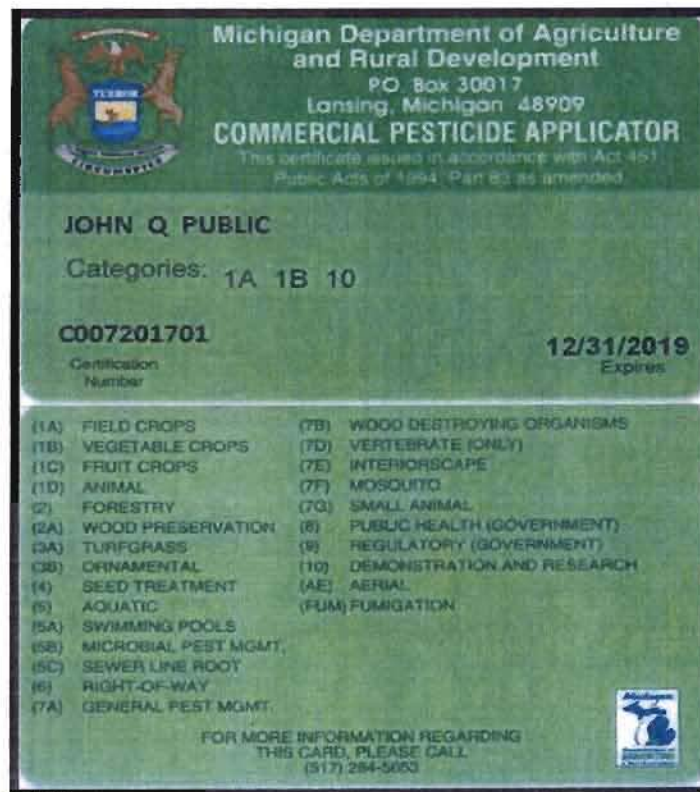 Michigan Department of Agriculture
and Rural Development
PO Box 30017
Lansing, Michigan 48909
COMMERCIAL PESTICIDE APPLICATOR
This certificate issued in accordance with Act 451
Public Acts of 1994, Part 83 as amended
TUEBOR
CIRCUMSPICE
JOHN Q PUBLIC
Categories: 1A 1B 10
C007201701
Certification
Number
12/31/2019
Expires
(1A) FIELD CROPS
(1B) VEGETABLE CROPS
(1C) FRUIT CROPS
(1D) ANIMAL
(2) FORESTRY
(2A) WOOD PRESERVATION
(3A) TURFGRASS
(3B) ORNAMENTAL
(4) SEED TREATMENT
(5) AQUATIC
(5A) SWIMMING POOLS
(5B) MICROBIAL PEST MGMT.
(5C) SEWER LINE ROOT
(6) RIGHT-OF-WAY
(7A) GENERAL PEST MGMT.
(7B) WOOD DESTROYING ORGANISMS
(7D) VERTEBRATE (ONLY)
(7E) INTERIORSCAPE
(7F) MOSQUITO
(7G) SMALL ANIMAL
(8) PUBLIC HEALTH (GOVERNMENT)
(9) REGULATORY (GOVERNMENT)
(10) DEMONSTRATION AND RESEARCH
(AE) AERIAL
(FUM) FUMIGATION
FOR MORE INFORMATION REGARDING
THIS CARD, PLEASE CALL
(517) 284-5653
Michigan